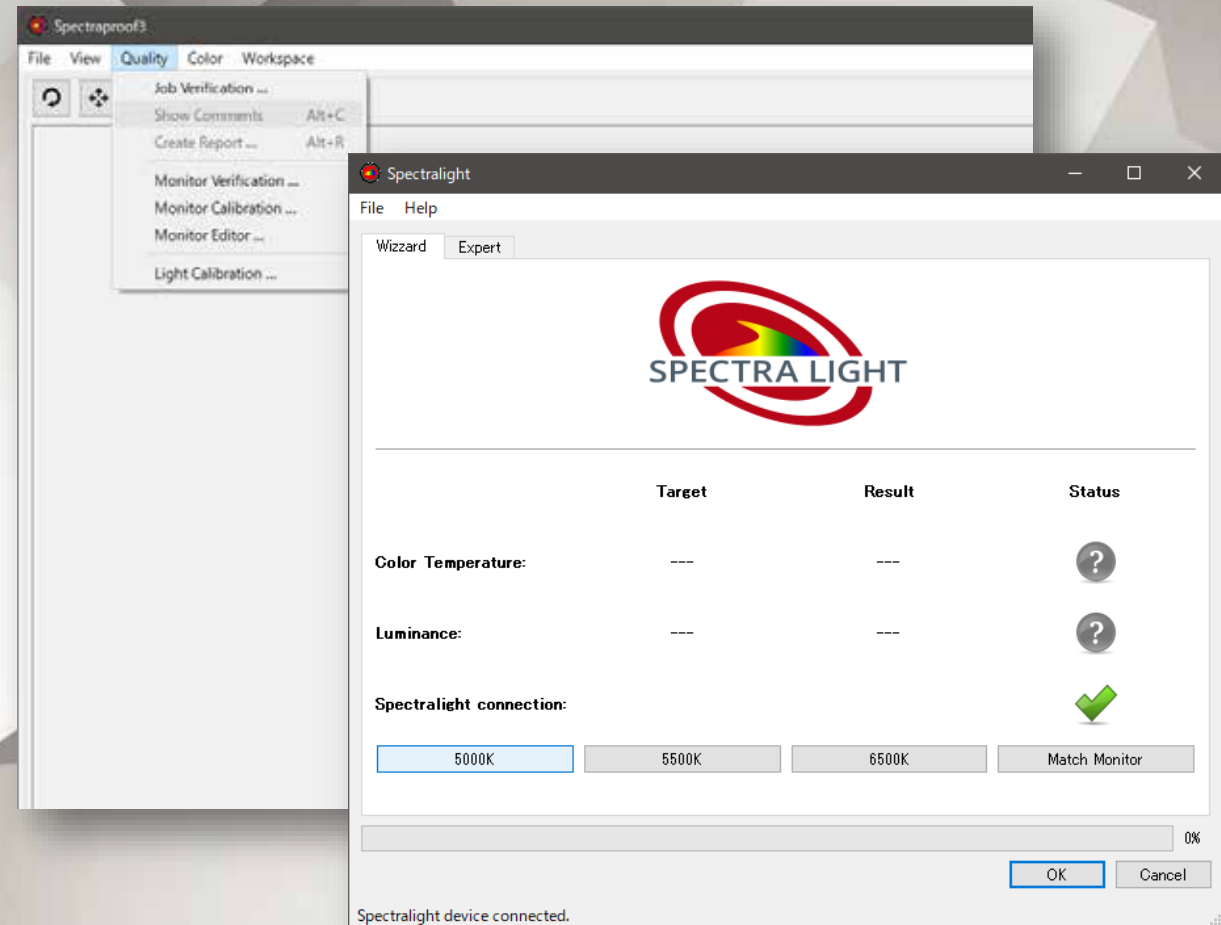 Spectraproof3
File View Quality Color Workspace
Job Verification ...
Show Comments Alt+C
Create Report ... Alt+R
Monitor Verification ...
Monitor Calibration ...
Monitor Editor ...
Light Calibration ...
Spectralight
File Help
Wizzard Expert
SPECTRA LIGHT
Target Result Status
Color Temperature: --- --- ?
Luminance: --- --- ?
Spectralight connection:
5000K 5500K 6500K Match Monitor
0%
OK Cancel
Spectralight device connected.